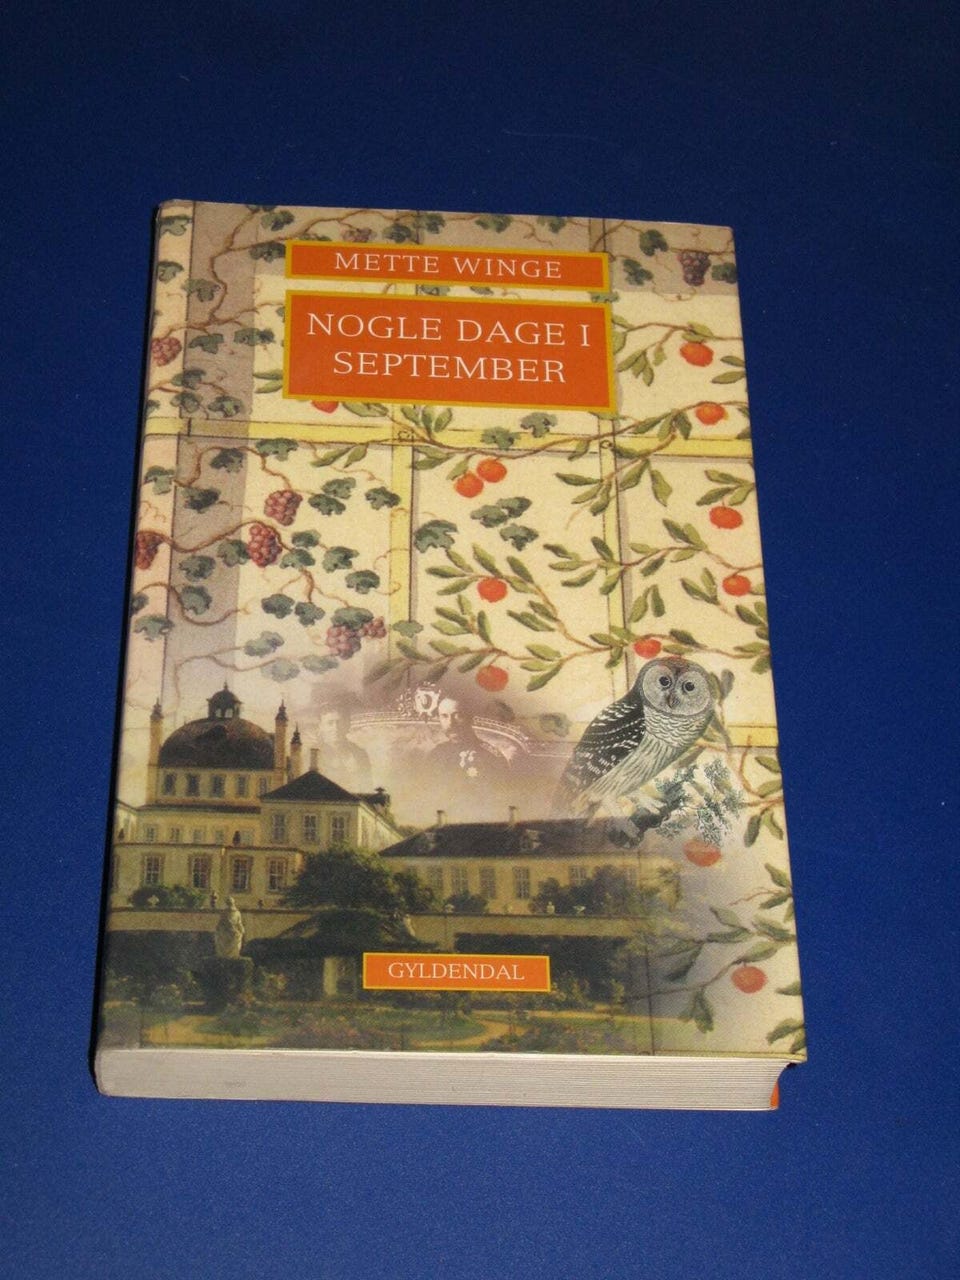 METTE WINGE
NOGLE DAGE I
SEPTEMBER
GYLDENDAL